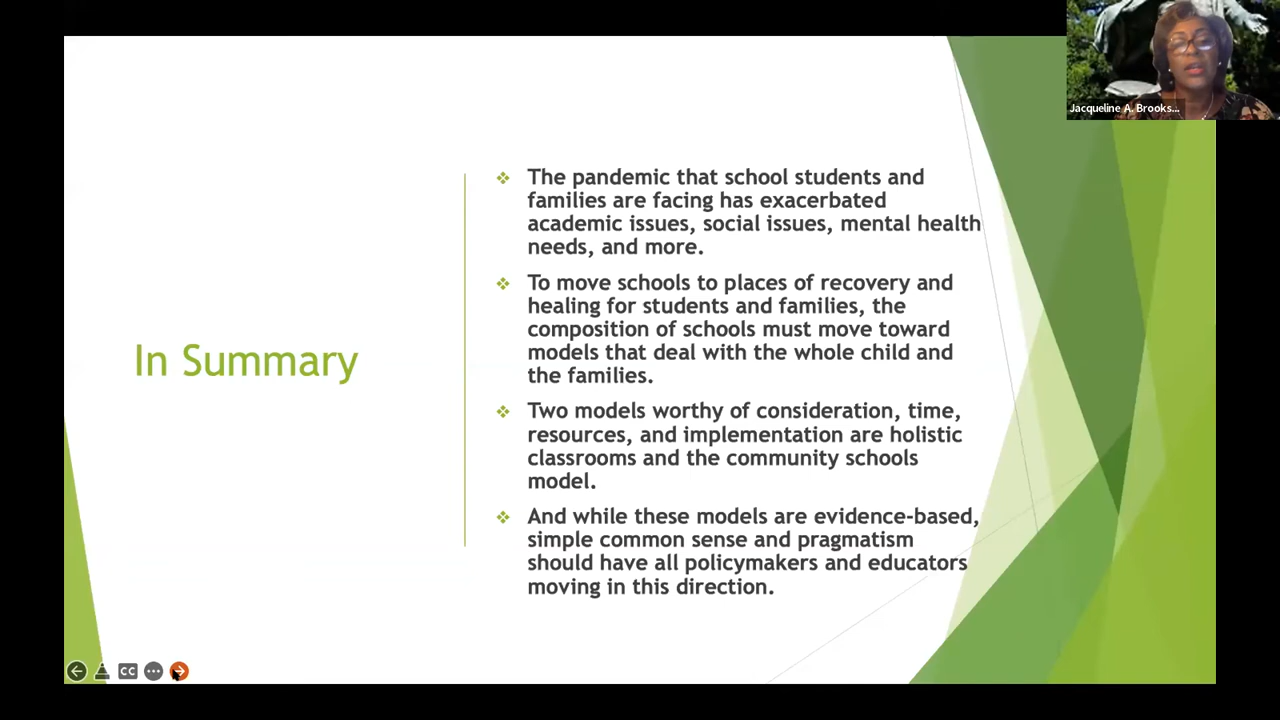 Jacqueline A. Brooks...
In Summary
❖ The pandemic that school students and
families are facing has exacerbated
academic issues, social issues, mental health
needs, and more.
❖ To move schools to places of recovery and
healing for students and families, the
composition of schools must move toward
models that deal with the whole child and
the families.
❖ Two models worthy of consideration, time,
resources, and implementation are holistic
classrooms and the community schools
model.
❖ And while these models are evidence-based,
simple common sense and pragmatism
should have all policymakers and educators
moving in this direction.
CC